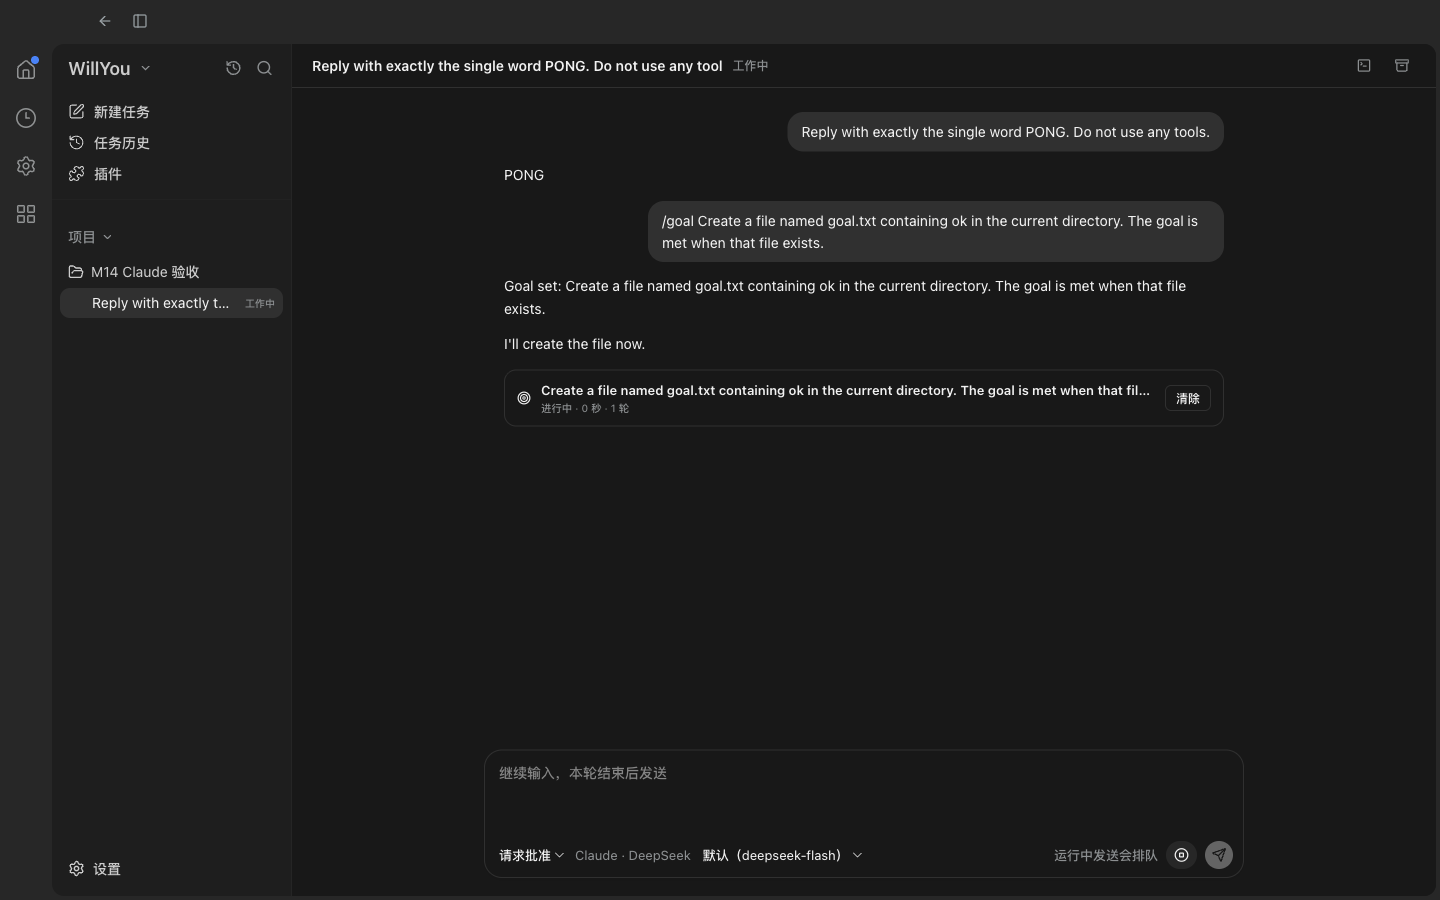 WillYou
新建任务
任务历史
插件
项目
M14 Claude 验收
Reply with exactly t... 工作中
设置
Reply with exactly the single word PONG. Do not use any tool 工作中
Reply with exactly the single word PONG. Do not use any tools.
PONG
/goal Create a file named goal.txt containing ok in the current directory. The goal is
met when that file exists.
Goal set: Create a file named goal.txt containing ok in the current directory. The goal is met when that file
exists.
I'll create the file now.
Create a file named goal.txt containing ok in the current directory. The goal is met when that fil...
进行中 · 0 秒 · 1 轮
清除
继续输入，本轮结束后发送
请求批准 Claude · DeepSeek 默认（deepseek-flash） 运行中发送会排队